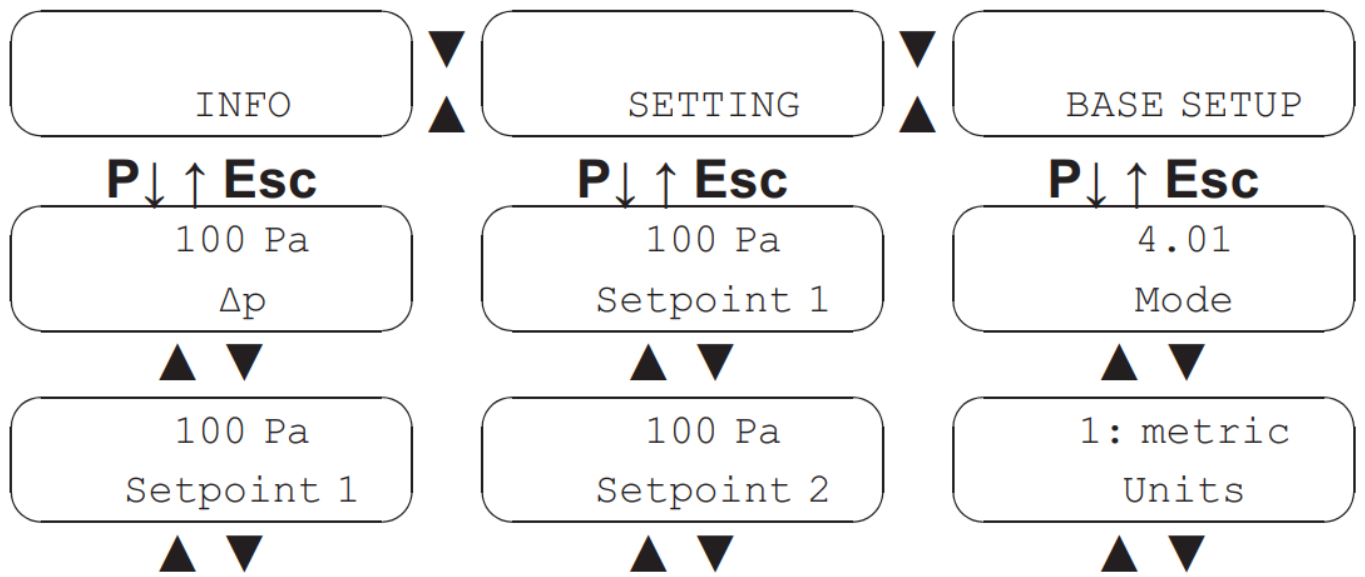 INFO
SETTING
BASE SETUP
P↓ ↑ Esc
P↓ ↑ Esc
P↓ ↑ Esc
100 Pa
Δp
100 Pa
Setpoint 1
4.01
Mode
100 Pa
Setpoint 1
100 Pa
Setpoint 2
1: metric
Units